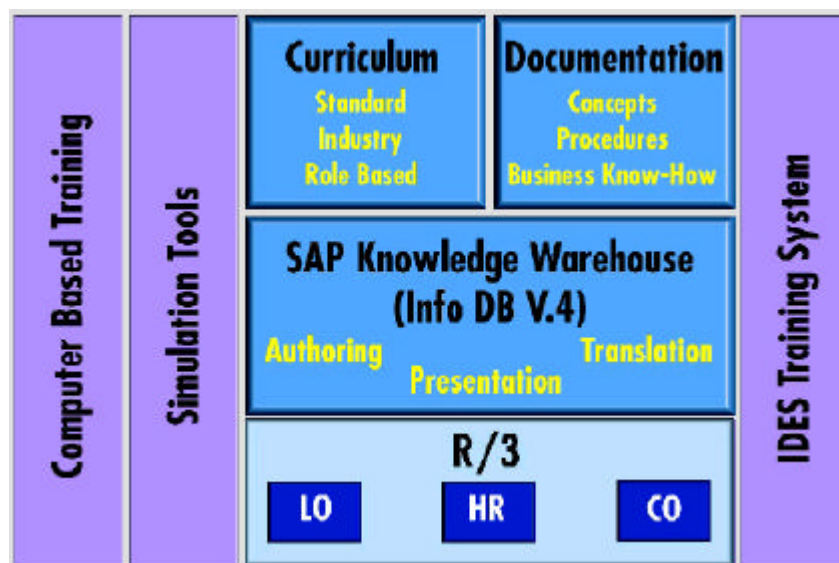 Computer Based Training
Simulation Tools
Curriculum
Standard
Industry
Role Based
Documentation
Concepts
Procedures
Business Know-How
SAP Knowledge Warehouse
(Info DB V.4)
Authoring
Presentation
Translation
R/3
LO
HR
CO
IDES Training System